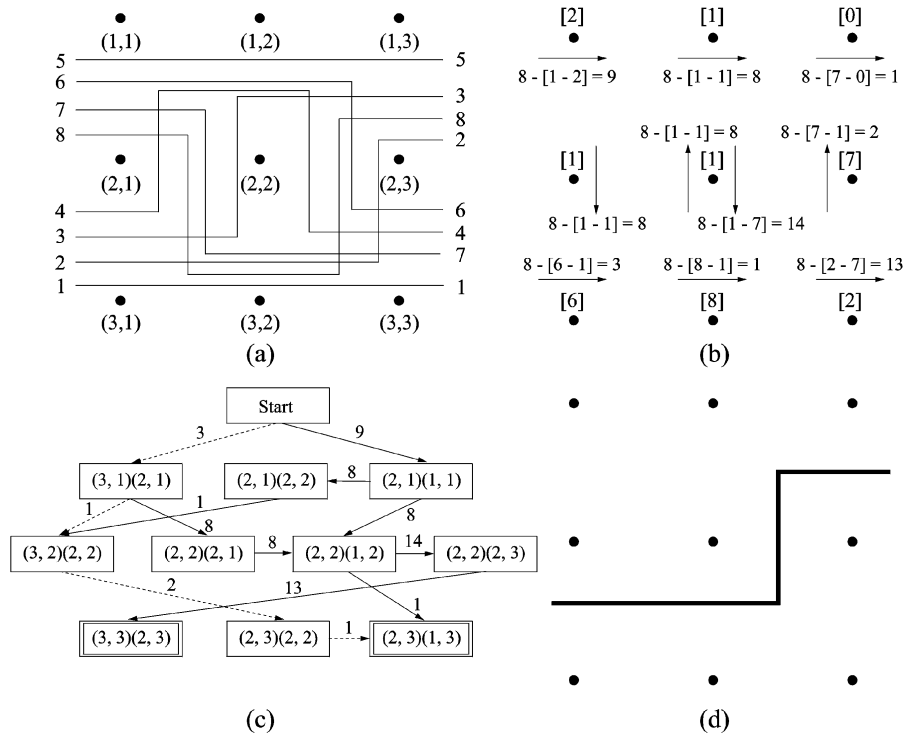 (1,1) (1,2) (1,3)
5 5
6 3
7 8
8 2
(2,1) (2,2) (2,3)
4 6
3 4
2 7
1 1
(3,1) (3,2) (3,3)
(a)
[2] [1] [0]
8 - [1 - 2] = 9 8 - [1 - 1] = 8 8 - [7 - 0] = 1
8 - [1 - 1] = 8 8 - [7 - 1] = 2
[1] [1] [7]
8 - [1 - 1] = 8 8 - [1 - 7] = 14
8 - [6 - 1] = 3 8 - [8 - 1] = 1 8 - [2 - 7] = 13
[6] [8] [2]
(b)
Start
3 9
(3, 1)(2, 1) (2, 1)(2, 2) 8 (2, 1)(1, 1)
1 8 1 8
(3, 2)(2, 2) (2, 2)(2, 1) 8 (2, 2)(1, 2) 14 (2, 2)(2, 3)
2 13 1
(3, 3)(2, 3) (2, 3)(2, 2) 1 (2, 3)(1, 3)
(c)
(d)